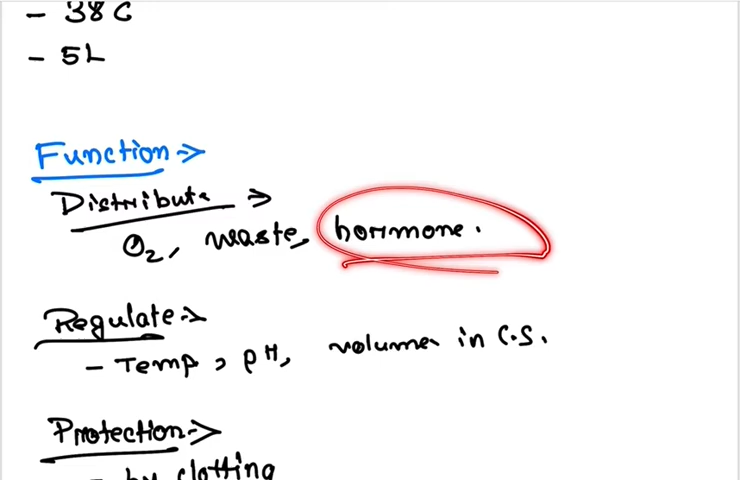 - 38 C
- 5L
Function ->
Distribute ->
O2, waste, hormone.
Regulate ->
- Temp, pH, volume in C.S.
Protection ->
- by clotting